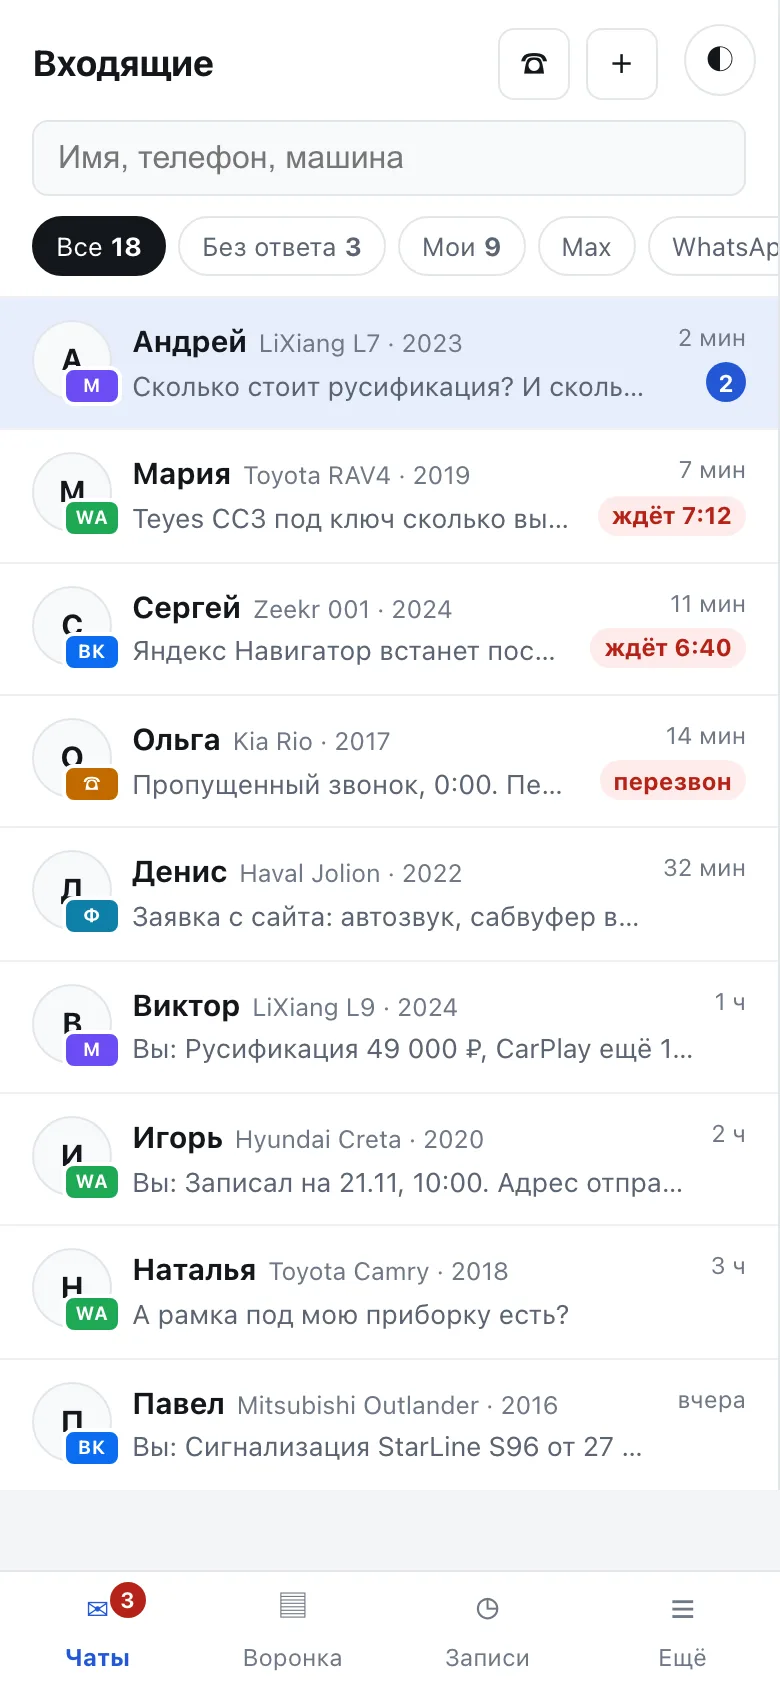 Входящие
Имя, телефон, машина
Все 18 Без ответа 3 Мои 9 Max WhatsAp
Андрей LiXiang L7 · 2023 2 мин
А M Сколько стоит русификация? И сколь... 2
Мария Toyota RAV4 · 2019 7 мин
М WA Teyes CC3 под ключ сколько вы... ждёт 7:12
Сергей Zeekr 001 · 2024 11 мин
С ВК Яндекс Навигатор встанет пос... ждёт 6:40
Ольга Kia Rio · 2017 14 мин
О Пропущенный звонок, 0:00. Пе... перезвон
Денис Haval Jolion · 2022 32 мин
Д Ф Заявка с сайта: автозвук, сабвуфер в...
Виктор LiXiang L9 · 2024 1 ч
В M Вы: Русификация 49 000 ₽, CarPlay ещё 1...
Игорь Hyundai Creta · 2020 2 ч
И WA Вы: Записал на 21.11, 10:00. Адрес отпра...
Наталья Toyota Camry · 2018 3 ч
Н WA А рамка под мою приборку есть?
Павел Mitsubishi Outlander · 2016 вчера
П ВК Вы: Сигнализация StarLine S96 от 27 ...
3
Чаты Воронка Записи Ещё